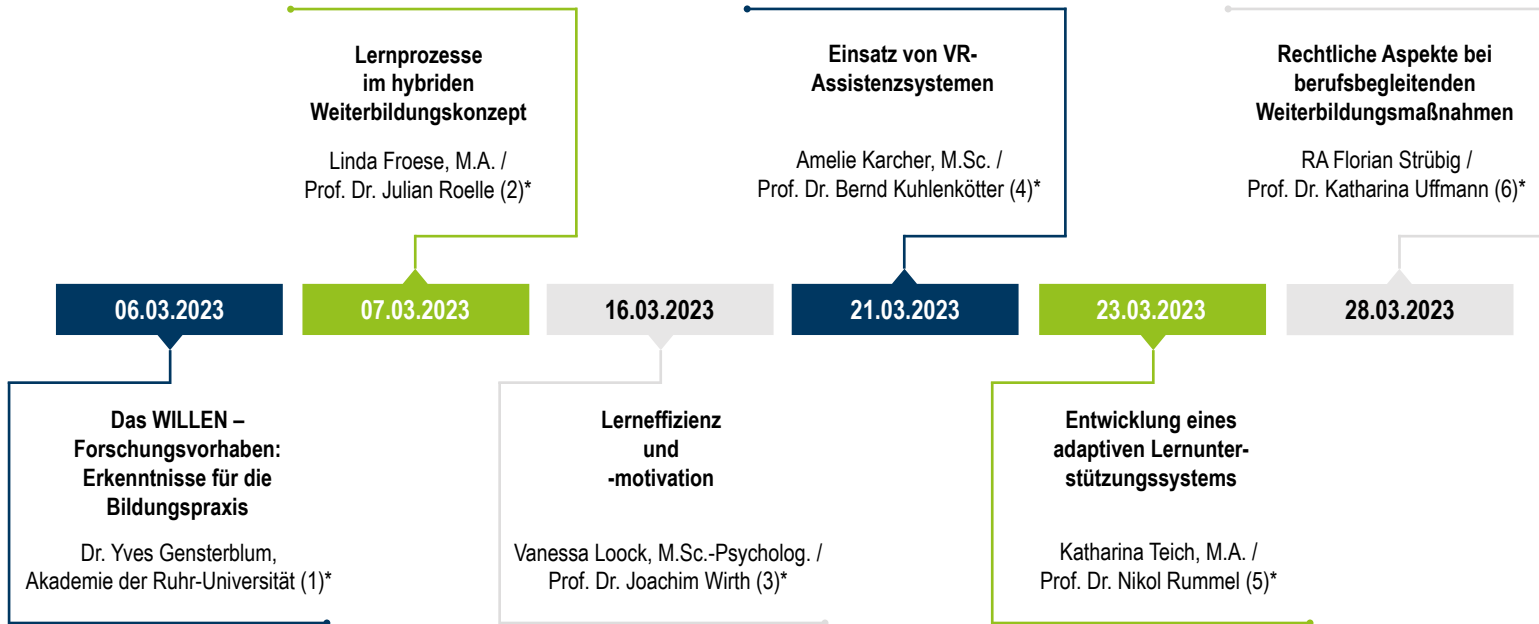 Lernprozesse
im hybriden
Weiterbildungskonzept
Linda Froese, M.A. /
Prof. Dr. Julian Roelle (2)*
Einsatz von VR-
Assistenzsystemen
Amelie Karcher, M.Sc. /
Prof. Dr. Bernd Kuhlenkötter (4)*
Rechtliche Aspekte bei
berufsbegleitenden
Weiterbildungsmaßnahmen
RA Florian Strübig /
Prof. Dr. Katharina Uffmann (6)*
06.03.2023
07.03.2023
16.03.2023
21.03.2023
23.03.2023
28.03.2023
Das WILLEN –
Forschungsvorhaben:
Erkenntnisse für die
Bildungspraxis
Dr. Yves Gensterblum,
Akademie der Ruhr-Universität (1)*
Lerneffizienz
und
-motivation
Vanessa Loock, M.Sc.-Psycholog. /
Prof. Dr. Joachim Wirth (3)*
Entwicklung eines
adaptiven Lernunter-
stützungssystems
Katharina Teich, M.A. /
Prof. Dr. Nikol Rummel (5)*